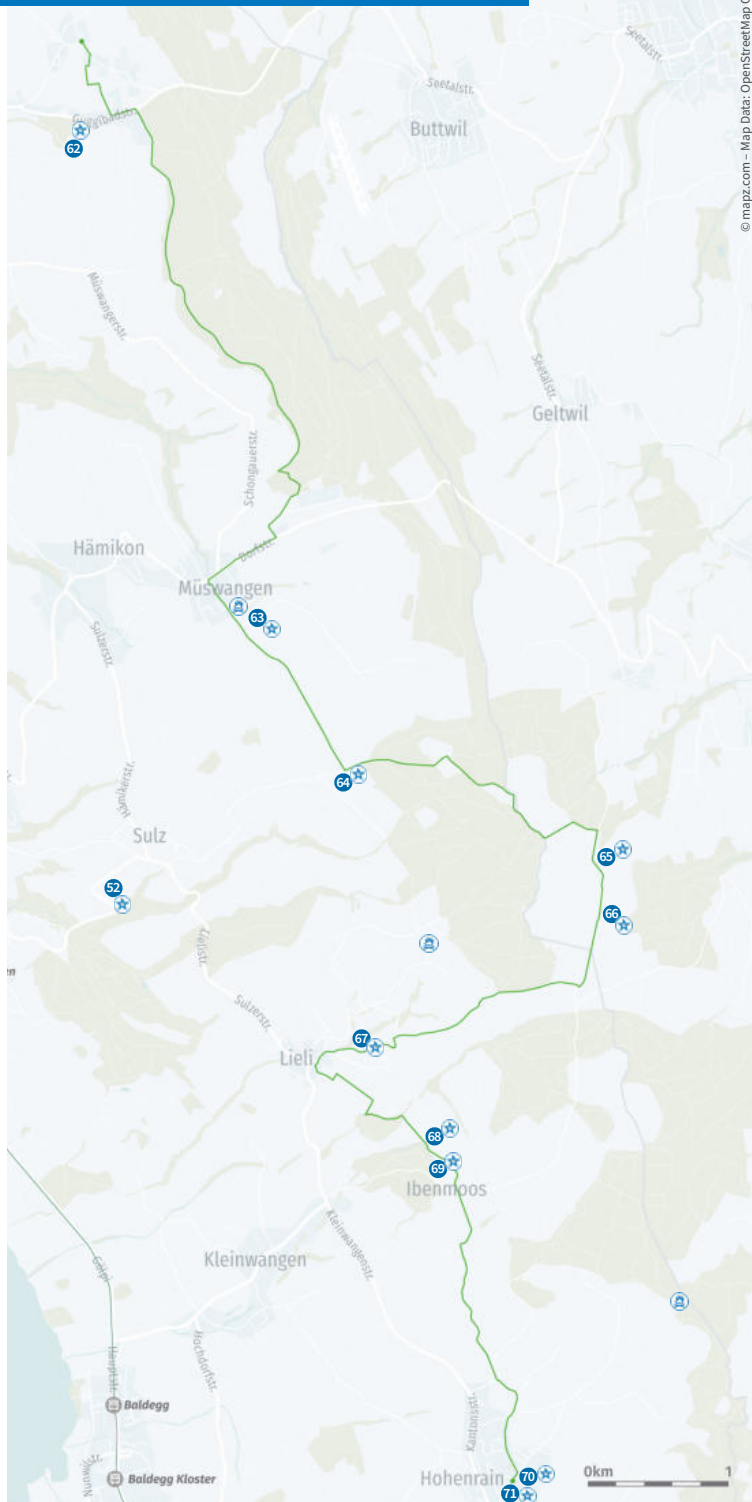 © mapz.com – Map Data: OpenStreetMap
Seetalstr.
Seetalstr.
Buttwil
Guggibadstr.
62
Müswangerstr.
Seetalstr.
Geltwil
Schongauerstr.
Hämikon
Dorfstr.
Müswangen
63
Sulzerstr.
64
Hämikerstr.
Sulz
65
52
66
Lielistr.
Sulzerstr.
67
Lieli
68
69
Ibenmoos
Kleinwangenstr.
Kleinwangen
Hochdorfstr.
Hauptstr.
Baldegg
Kantonsstr.
Baldegg Kloster
Hohenrain
70
71
0km 1